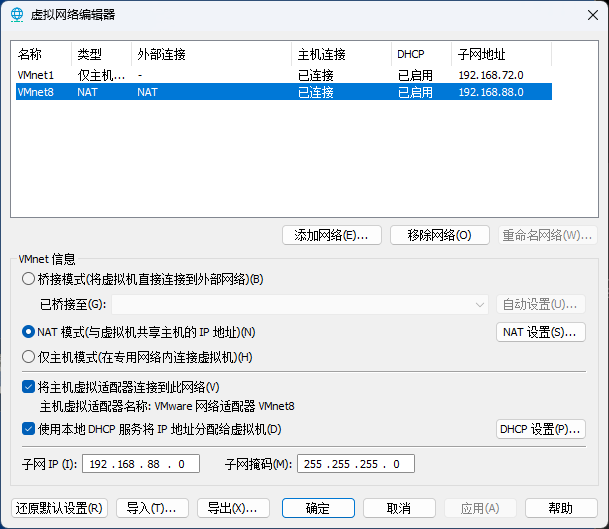 虚拟网络编辑器
名称 类型 外部连接 主机连接 DHCP 子网地址
VMnet1 仅主机... - 已连接 已启用 192.168.72.0
VMnet8 NAT NAT 已连接 已启用 192.168.88.0
添加网络(E)... 移除网络(O) 重命名网络(W)...
VMnet 信息
桥接模式(将虚拟机直接连接到外部网络)(B)
已桥接至(G): 自动设置(U)...
NAT 模式(与虚拟机共享主机的 IP 地址)(N) NAT 设置(S)...
仅主机模式(在专用网络内连接虚拟机)(H)
将主机虚拟适配器连接到此网络(V)
主机虚拟适配器名称: VMware 网络适配器 VMnet8
使用本地 DHCP 服务将 IP 地址分配给虚拟机(D) DHCP 设置(P)...
子网 IP (I): 192 . 168 . 88 . 0 子网掩码(M): 255 . 255 . 255 . 0
还原默认设置(R) 导入(T)... 导出(X)... 确定 取消 应用(A) 帮助